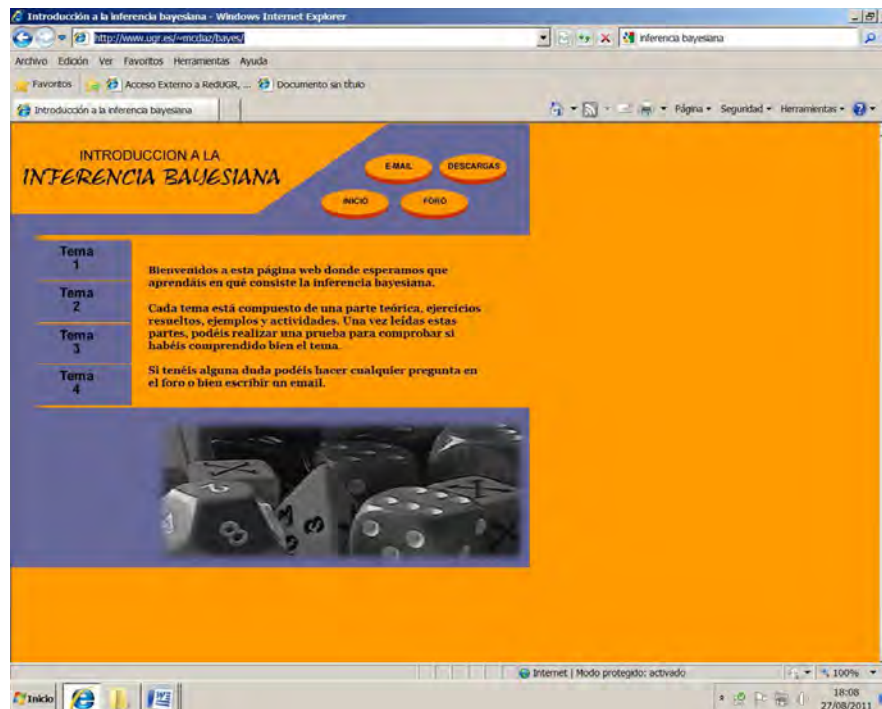 Introducción a la inferencia bayesiana - Windows Internet Explorer
http://www.ugr.es/~mcdiaz/bayes/
inferencia bayesiana
Archivo Edición Ver Favoritos Herramientas Ayuda
Favoritos Acceso Externo a RedUGR, ... Documento sin título
Introducción a la inferencia bayesiana
Página Seguridad Herramientas
INTRODUCCION A LA
INFERENCIA BAYESIANA
E-MAIL DESCARGAS
INICIO FORO
Tema
1
Tema
2
Tema
3
Tema
4
Bienvenidos a esta página web donde esperamos que
aprendáis en qué consiste la inferencia bayesiana.
Cada tema está compuesto de una parte teórica, ejercicios
resueltos, ejemplos y actividades. Una vez leídas estas
partes, podéis realizar una prueba para comprobar si
habéis comprendido bien el tema.
Si tenéis alguna duda podéis hacer cualquier pregunta en
el foro o bien escribir un email.
Internet | Modo protegido: activado
100%
Inicio
18:08
27/08/2011